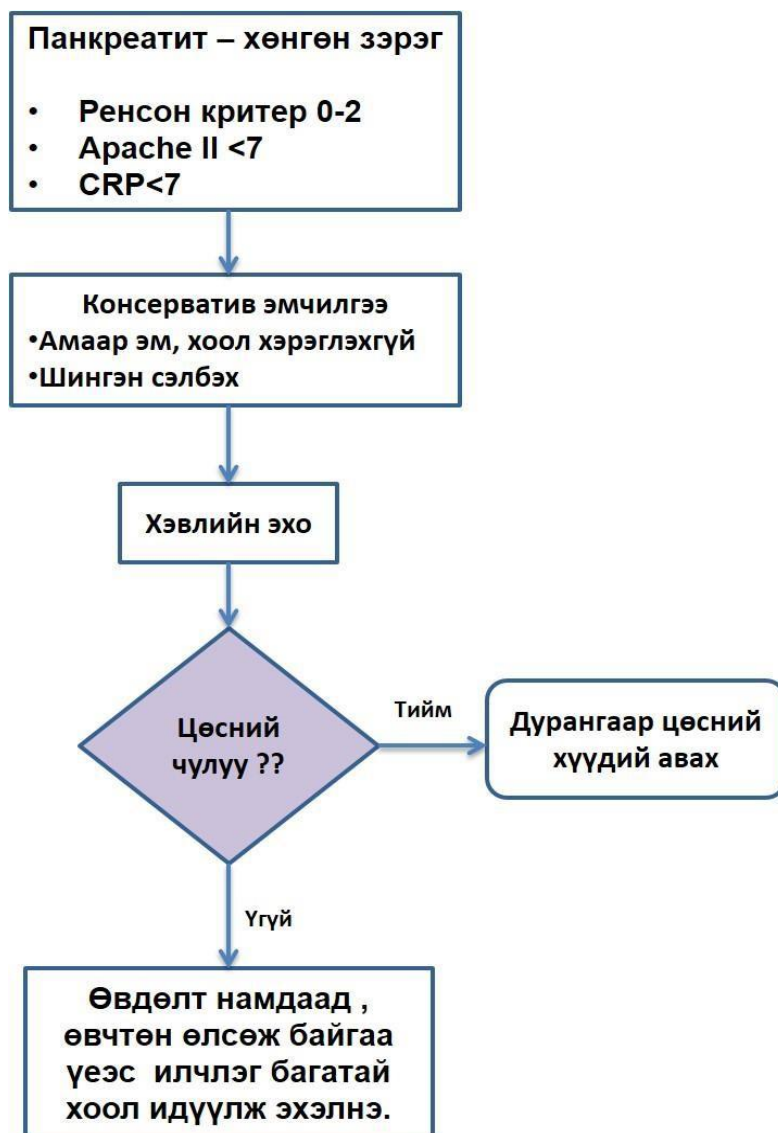 Панкреатит – хөнгөн зэрэг
• Ренсон критер 0-2
• Apache II <7
• CRP<7
Консерватив эмчилгээ
•Амаар эм, хоол хэрэглэхгүй
•Шингэн сэлбэх
Хэвлийн эхо
Цөсний
чулуу ??
Тийм
Дурангаар цөсний
хүүдий авах
Үгүй
Өвдөлт намдаад ,
өвчтөн өлсөж байгаа
үеэс илчлэг багатай
хоол идүүлж эхэлнэ.